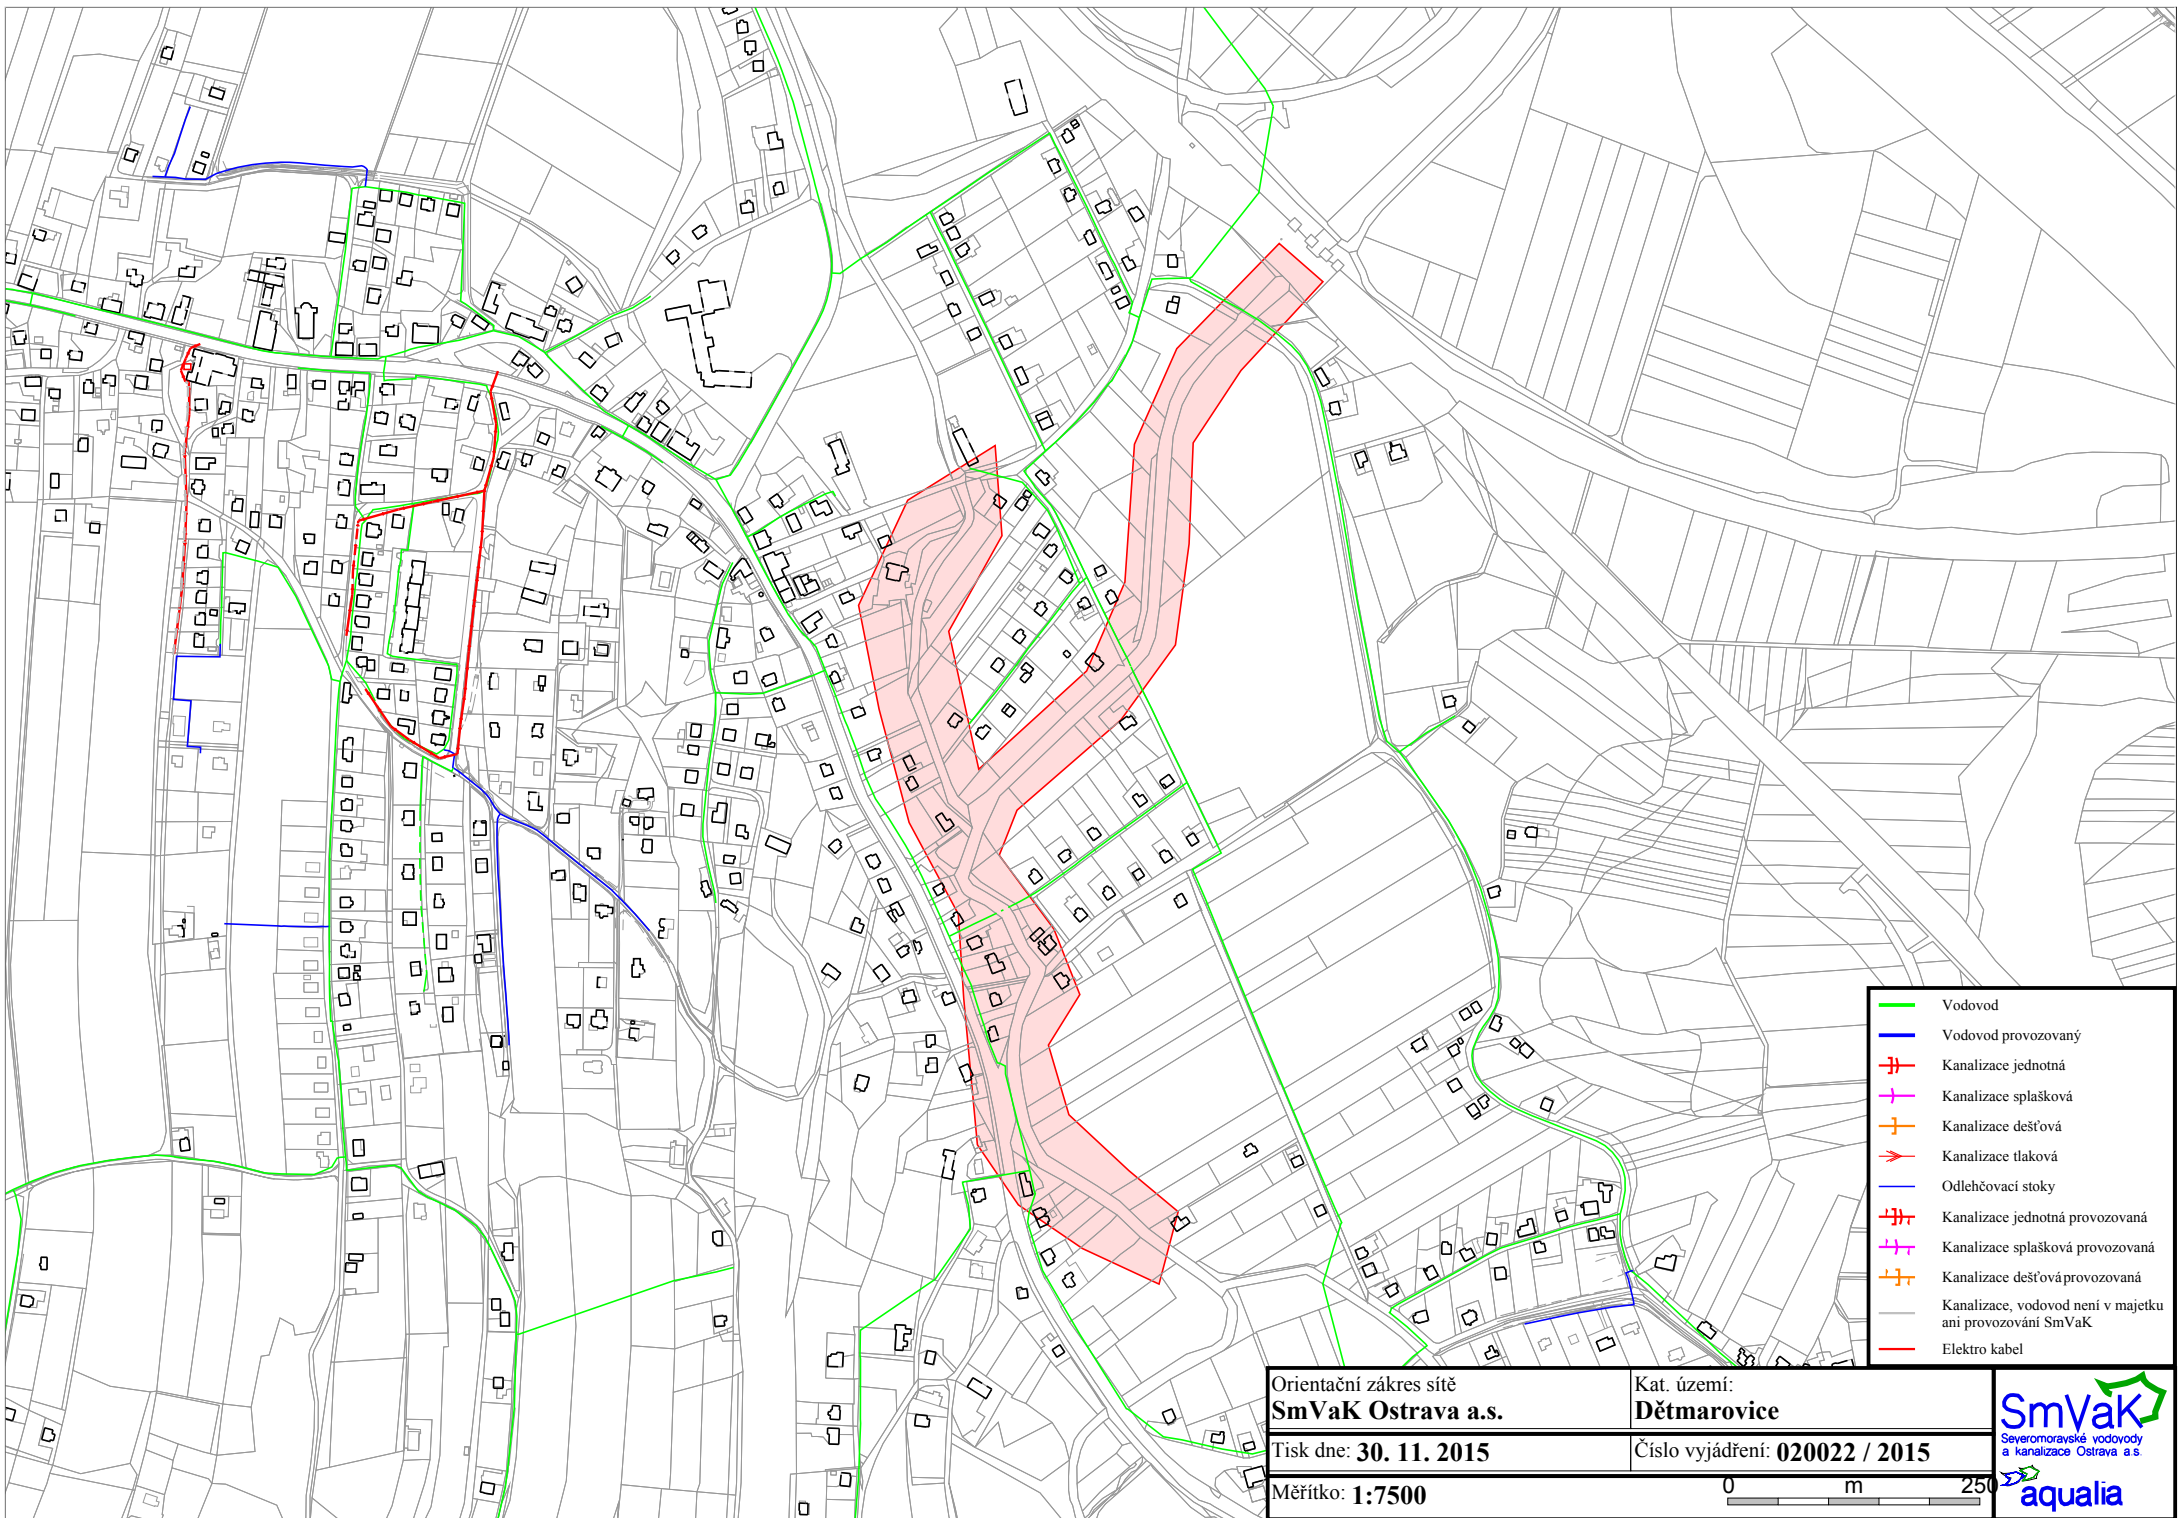 Vodovod
Vodovod provozovaný
Kanalizace jednotná
Kanalizace splašková
Kanalizace dešťová
Kanalizace tlaková
Odlehčovací stoky
Kanalizace jednotná provozovaná
Kanalizace splašková provozovaná
Kanalizace dešťová provozovaná
Kanalizace, vodovod není v majetku
ani provozování SmVaK
Elektro kabel
Orientační zákres sítě
SmVaK Ostrava a.s.
Kat. území:
Dětmarovice
Tisk dne: 30. 11. 2015
Číslo vyjádření: 020022 / 2015
Měřítko: 1:7500
0 m 250
SmVaK
Severomoravské vodovody
a kanalizace Ostrava a.s.
aqualia